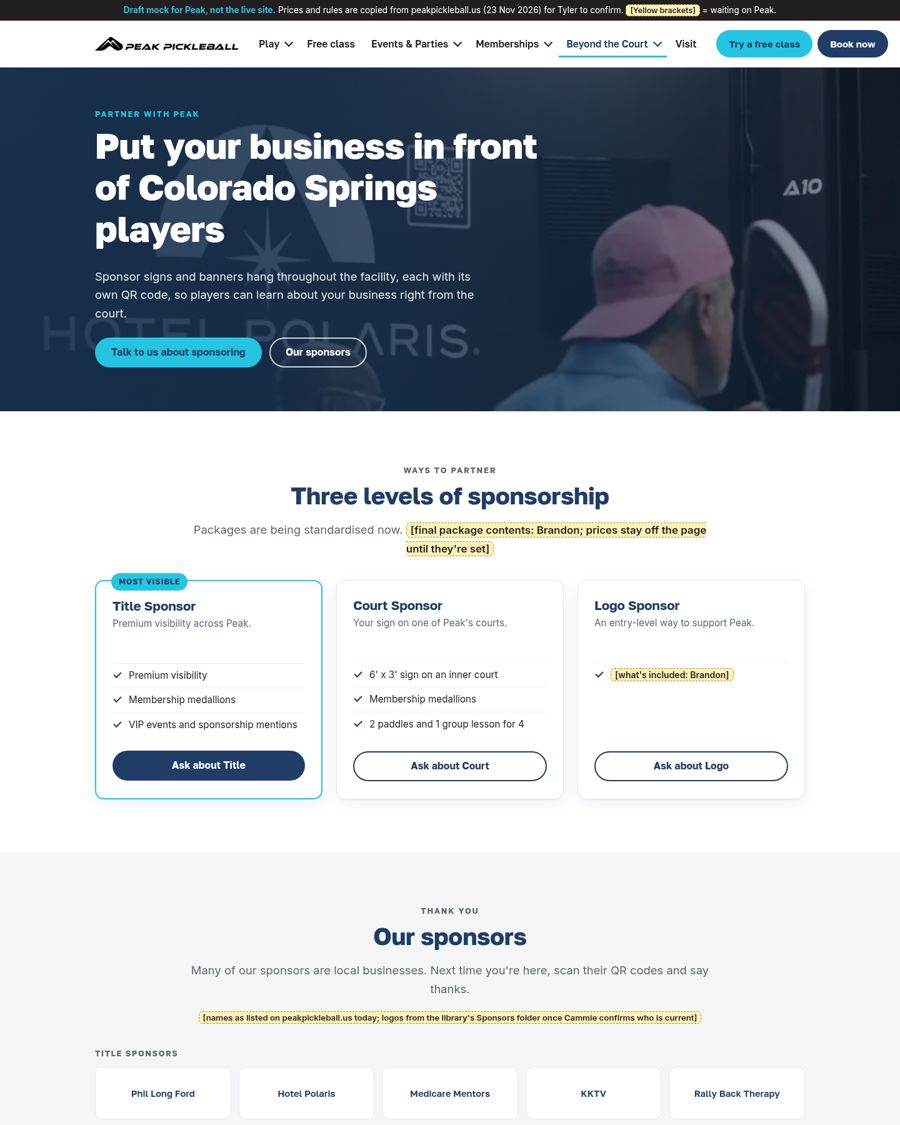 Draft mock for Peak, not the live site. Prices and rules are copied from peakpickleball.us (23 Nov 2026) for Tyler to confirm. [Yellow brackets] = waiting on Peak.
PEAK PICKLEBALL
Play
Free class
Events & Parties
Memberships
Beyond the Court
Visit
Try a free class
Book now
PARTNER WITH PEAK
Put your business in front
of Colorado Springs
players
A10
Sponsor signs and banners hang throughout the facility, each with its
own QR code, so players can learn about your business right from the
court.
HOTEL POLARIS.
Talk to us about sponsoring
Our sponsors
WAYS TO PARTNER
Three levels of sponsorship
Packages are being standardised now. [final package contents: Brandon; prices stay off the page
until they're set]
MOST VISIBLE
Title Sponsor
Premium visibility across Peak.
Premium visibility
Membership medallions
VIP events and sponsorship mentions
Ask about Title
Court Sponsor
Your sign on one of Peak's courts.
6' x 3' sign on an inner court
Membership medallions
2 paddles and 1 group lesson for 4
Ask about Court
Logo Sponsor
An entry-level way to support Peak.
[what's included: Brandon]
Ask about Logo
THANK YOU
Our sponsors
Many of our sponsors are local businesses. Next time you're here, scan their QR codes and say
thanks.
[names as listed on peakpickleball.us today; logos from the library's Sponsors folder once Cammie confirms who is current]
TITLE SPONSORS
Phil Long Ford
Hotel Polaris
Medicare Mentors
KKTV
Rally Back Therapy